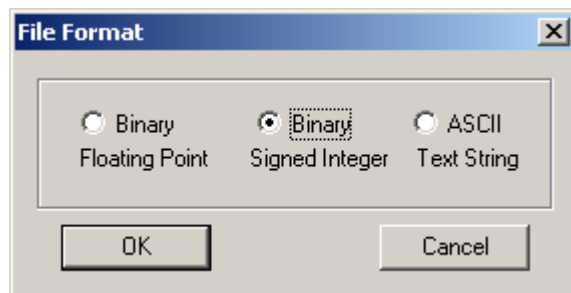 File Format
Binary Binary ASCII
Floating Point Signed Integer Text String
OK Cancel